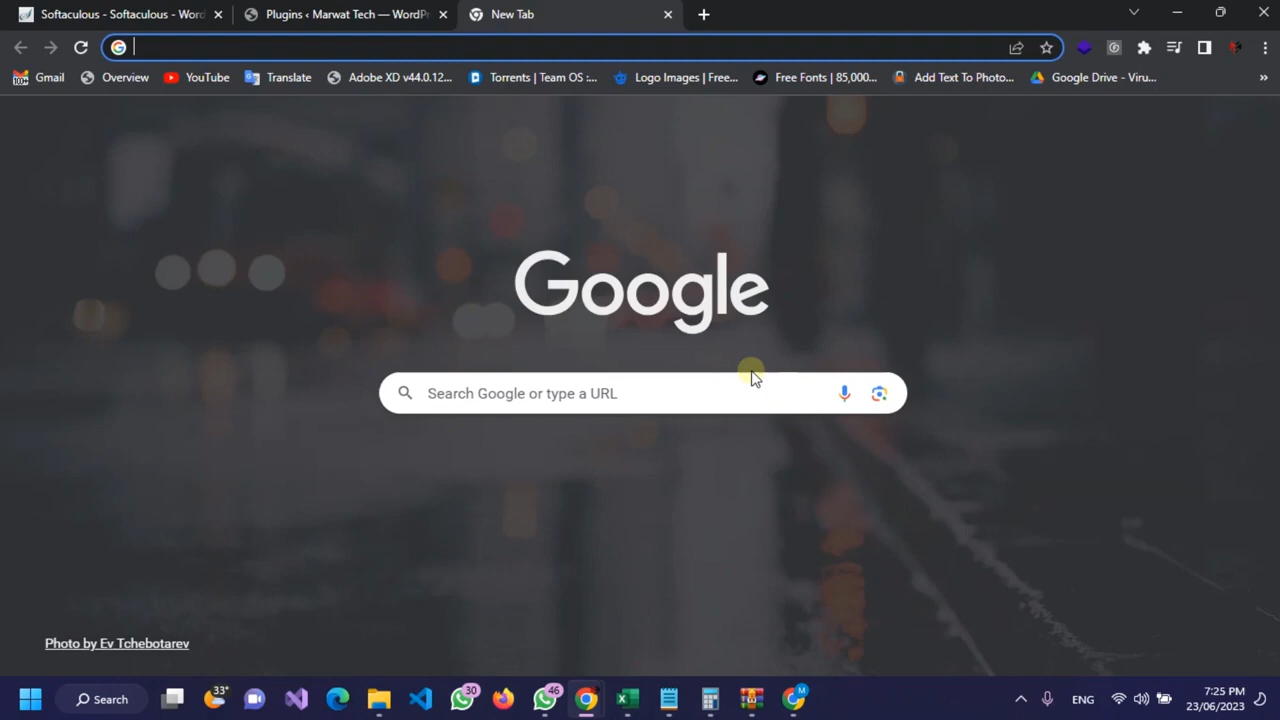 Softaculous - Softaculous - Wor
Plugins ‹ Marwat Tech — WordPr
New Tab
100+
Gmail
Overview
YouTube
Translate
Adobe XD v44.0.12...
Torrents | Team OS :...
Logo Images | Free...
Free Fonts | 85,000...
Add Text To Photo...
Google Drive - Viru...
»
Google
Search Google or type a URL
Photo by Ev Tchebotarev
Search
33°
30
46
M
ENG
7:25 PM
23/06/2023